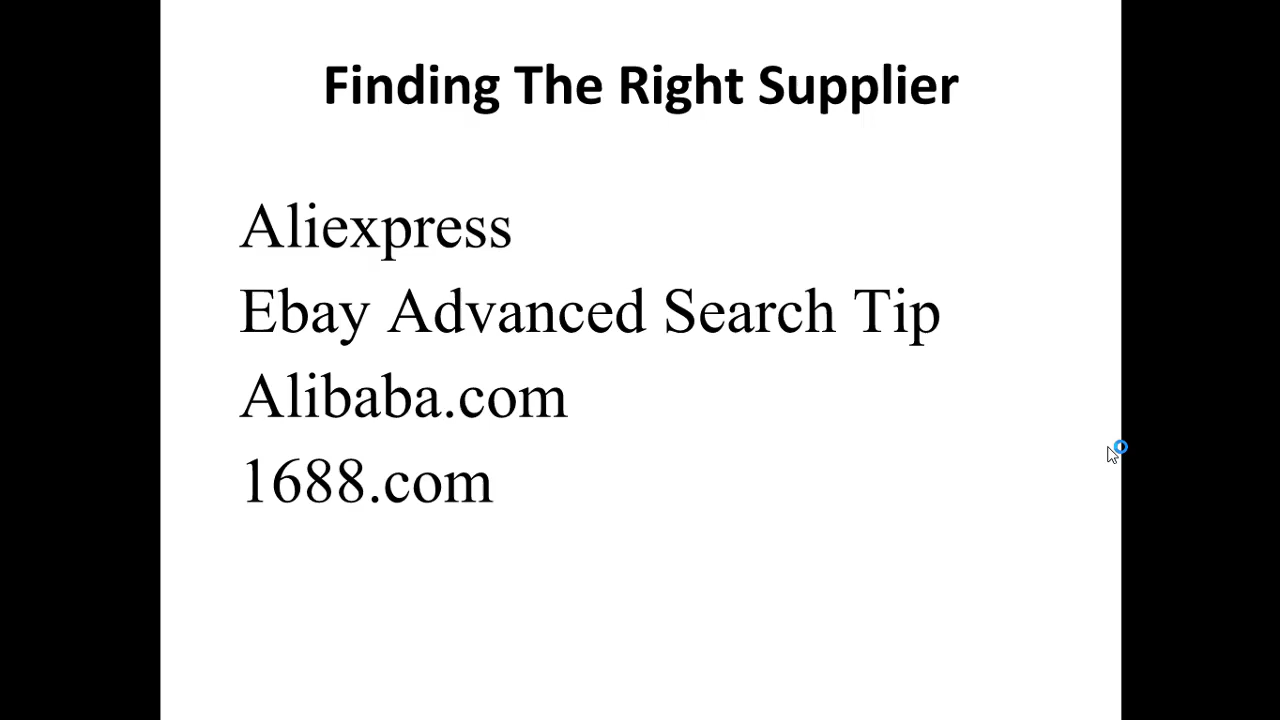 Finding The Right Supplier
Aliexpress
Ebay Advanced Search Tip
Alibaba.com
1688.com